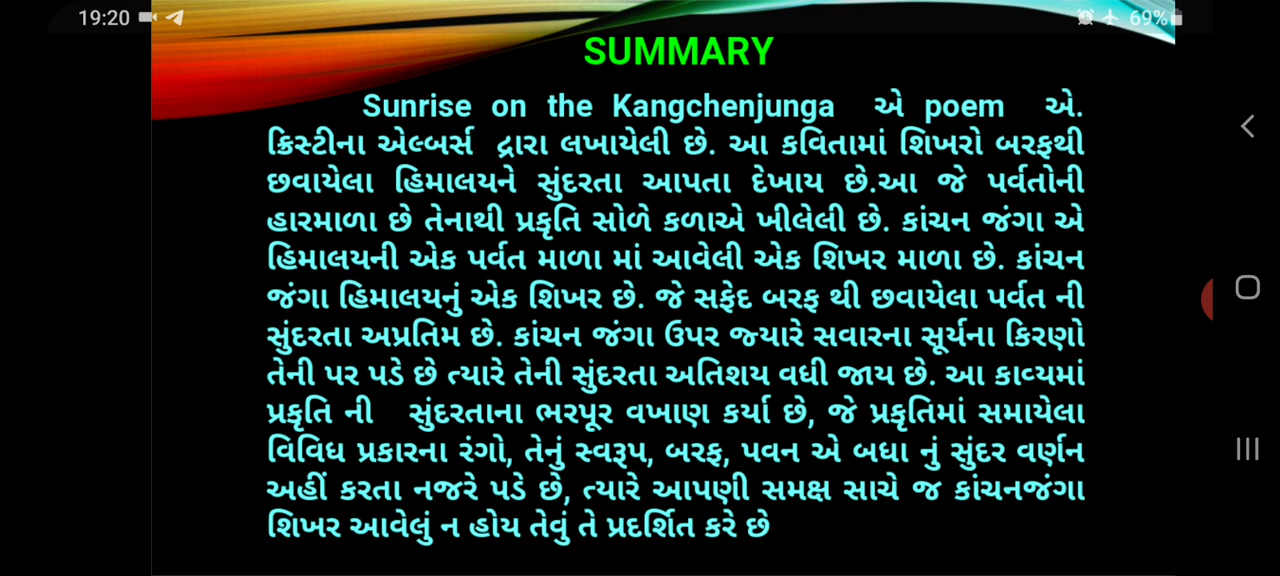 19:20
69%
SUMMARY
Sunrise on the Kangchenjunga એ poem એ.
ક્રિસ્ટીના એલ્બર્સ દ્રારા લખાયેલી છે. આ કવિતામાં શિખરો બરફથી
છવાયેલા હિમાલયને સુંદરતા આપતા દેખાય છે.આ જે પર્વતોની
હારમાળા છે તેનાથી પ્રકૃતિ સોળે કળાએ ખીલેલી છે. કાંચન જંગા એ
હિમાલયની એક પર્વત માળા માં આવેલી એક શિખર માળા છે. કાંચન
જંગા હિમાલયનું એક શિખર છે. જે સફેદ બરફ થી છવાયેલા પર્વત ની
સુંદરતા અપ્રતિમ છે. કાંચન જંગા ઉપર જ્યારે સવારના સૂર્યના કિરણો
તેની પર પડે છે ત્યારે તેની સુંદરતા અતિશય વધી જાય છે. આ કાવ્યમાં
પ્રકૃતિ ની સુંદરતાના ભરપૂર વખાણ કર્યા છે, જે પ્રકૃતિમાં સમાયેલા
વિવિધ પ્રકારના રંગો, તેનું સ્વરૂપ, બરફ, પવન એ બધા નું સુંદર વર્ણન
અહીં કરતા નજરે પડે છે, ત્યારે આપણી સમક્ષ સાચે જ કાંચનજંગા
શિખર આવેલું ન હોય તેવું તે પ્રદર્શિત કરે છે